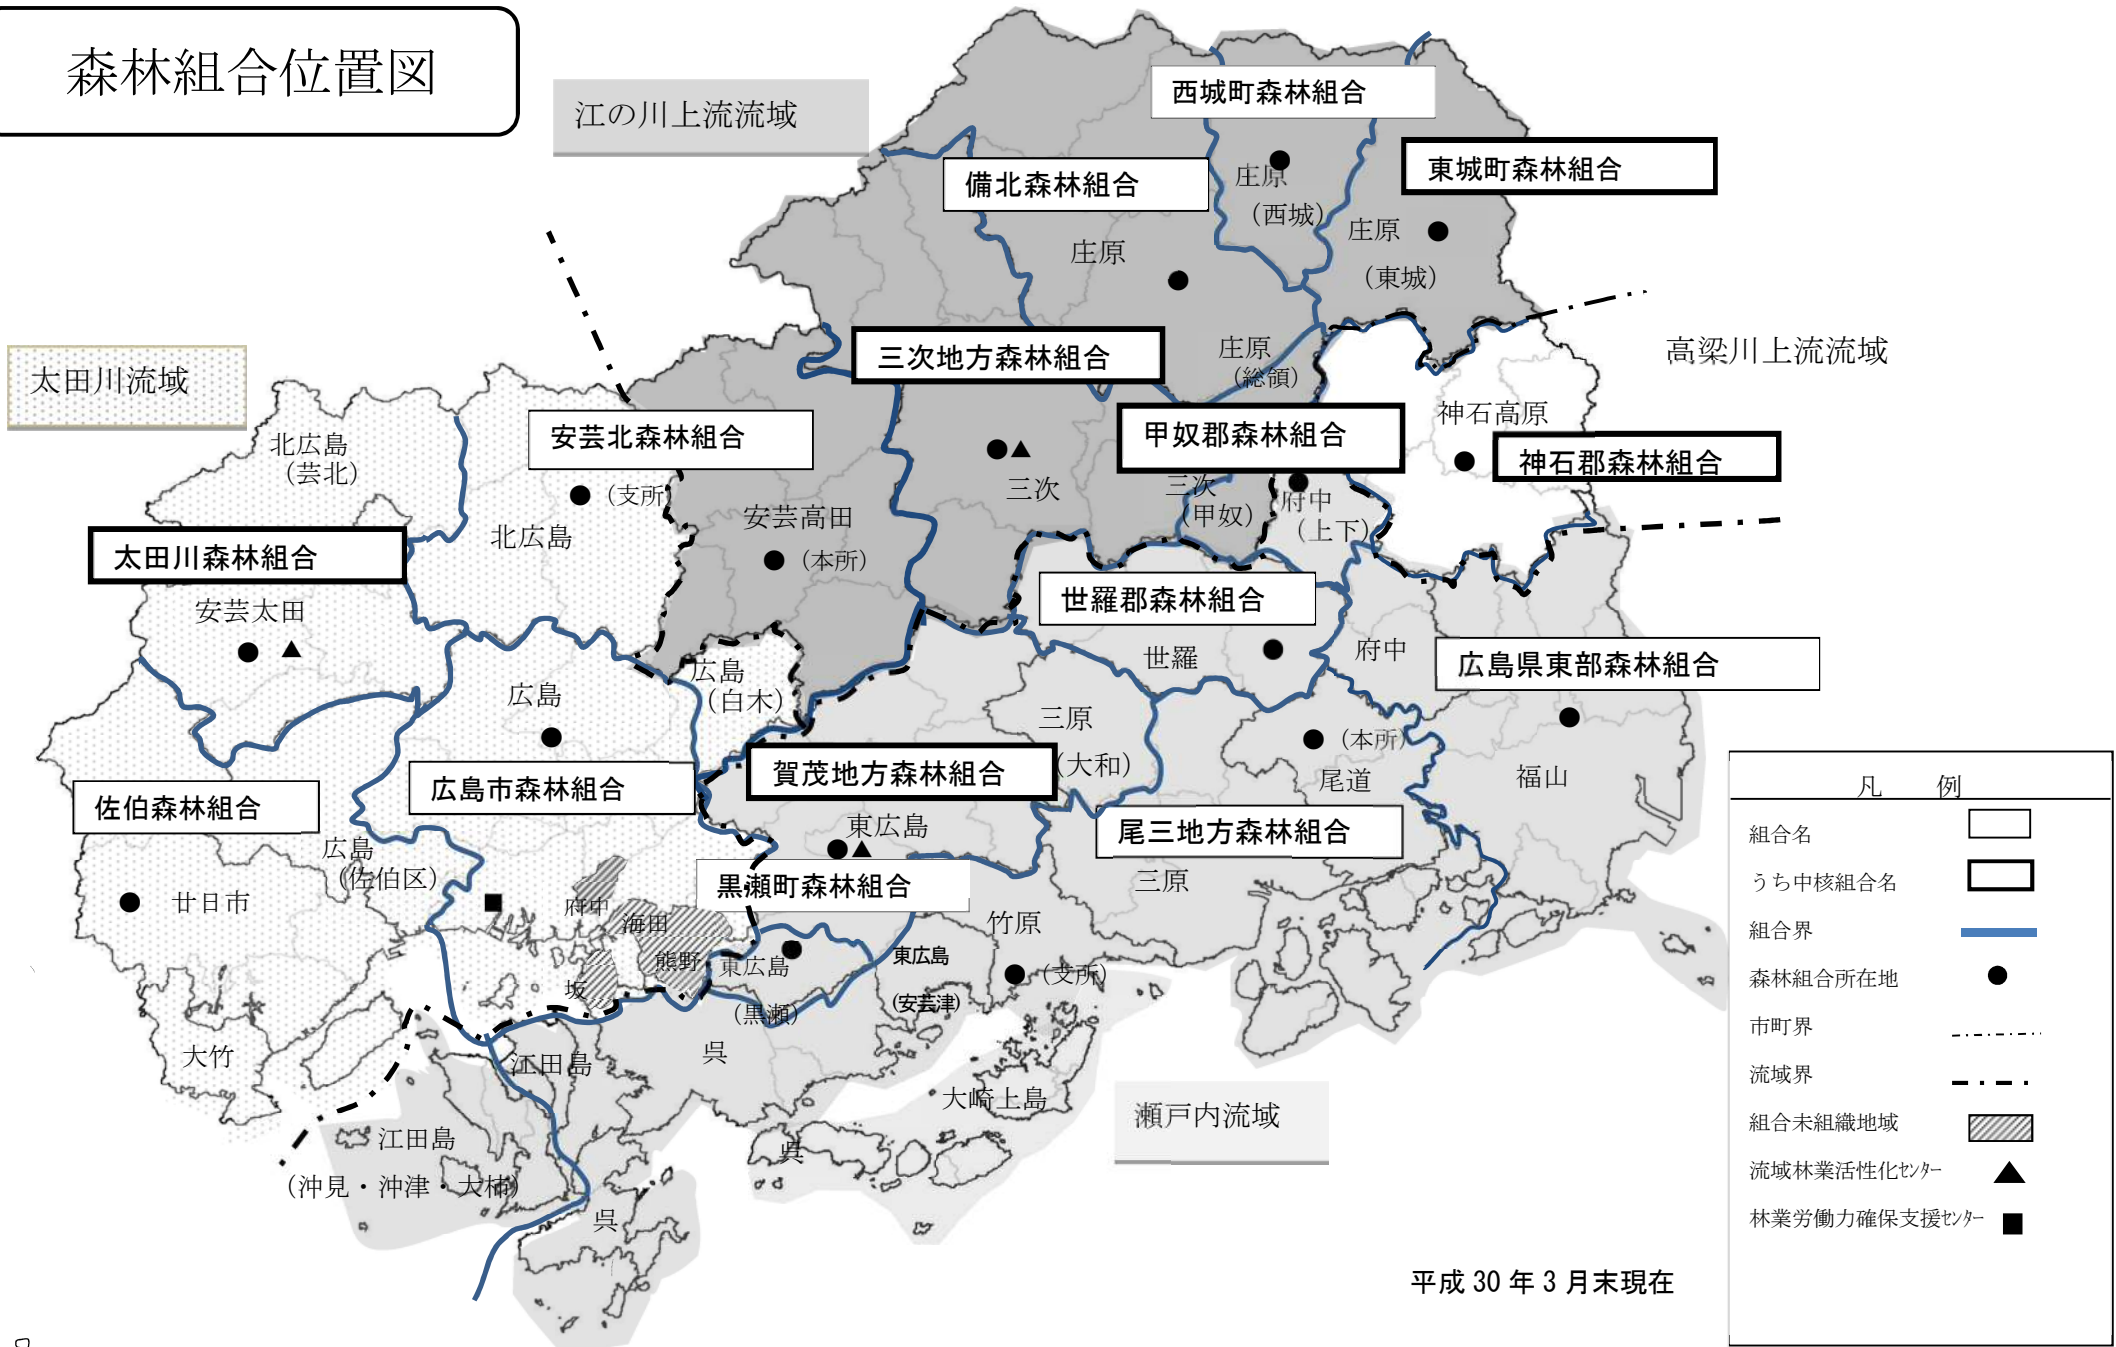 森林組合位置図
江の川上流流域
西城町森林組合
東城町森林組合
備北森林組合
庄原
(西城)
庄原
(東城)
庄原
三次地方森林組合
庄原
(総領)
高梁川上流流域
太田川流域
安芸北森林組合
甲奴郡森林組合
神石高原
神石郡森林組合
北広島
(芸北)
(支所)
北広島
三次
三次
(甲奴)
府中
(上下)
安芸高田
(本所)
太田川森林組合
世羅郡森林組合
安芸太田
世羅
府中
広島県東部森林組合
広島
広島
(白木)
三原
(大和)
(本所)
尾道
福山
佐伯森林組合
広島市森林組合
賀茂地方森林組合
尾三地方森林組合
東広島
広島
(佐伯区)
黒瀬町森林組合
三原
廿日市
府中
海田
熊野
坂
東広島
(黒瀬)
東広島
(安芸津)
竹原
(支所)
大竹
江田島
呉
大崎上島
瀬戸内流域
江田島
(沖見・沖津・大柿)
呉
呉
凡 例
組合名
うち中核組合名
組合界
森林組合所在地
市町界
流域界
組合未組織地域
流域林業活性化センター
林業労働力確保支援センター
平成30年3月末現在